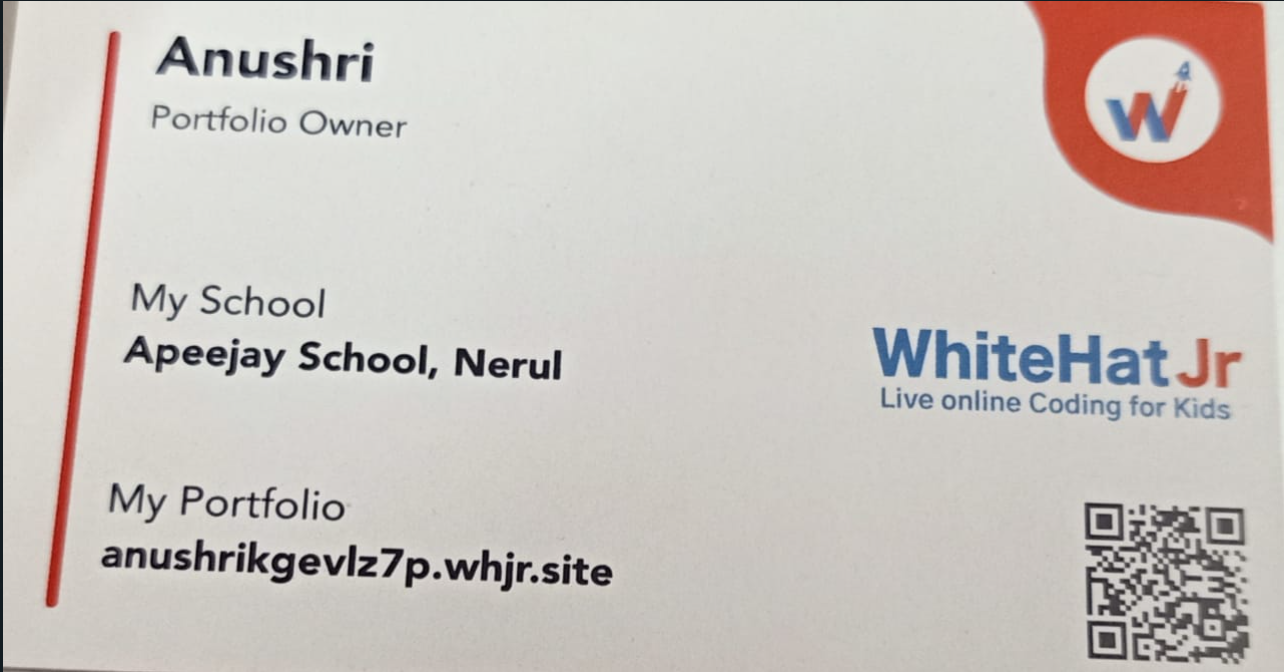 Anushri
Portfolio Owner
My School
Apeejay School, Nerul
My Portfolio
anushrikgevlz7p.whjr.site
W
WhiteHat Jr
Live online Coding for Kids